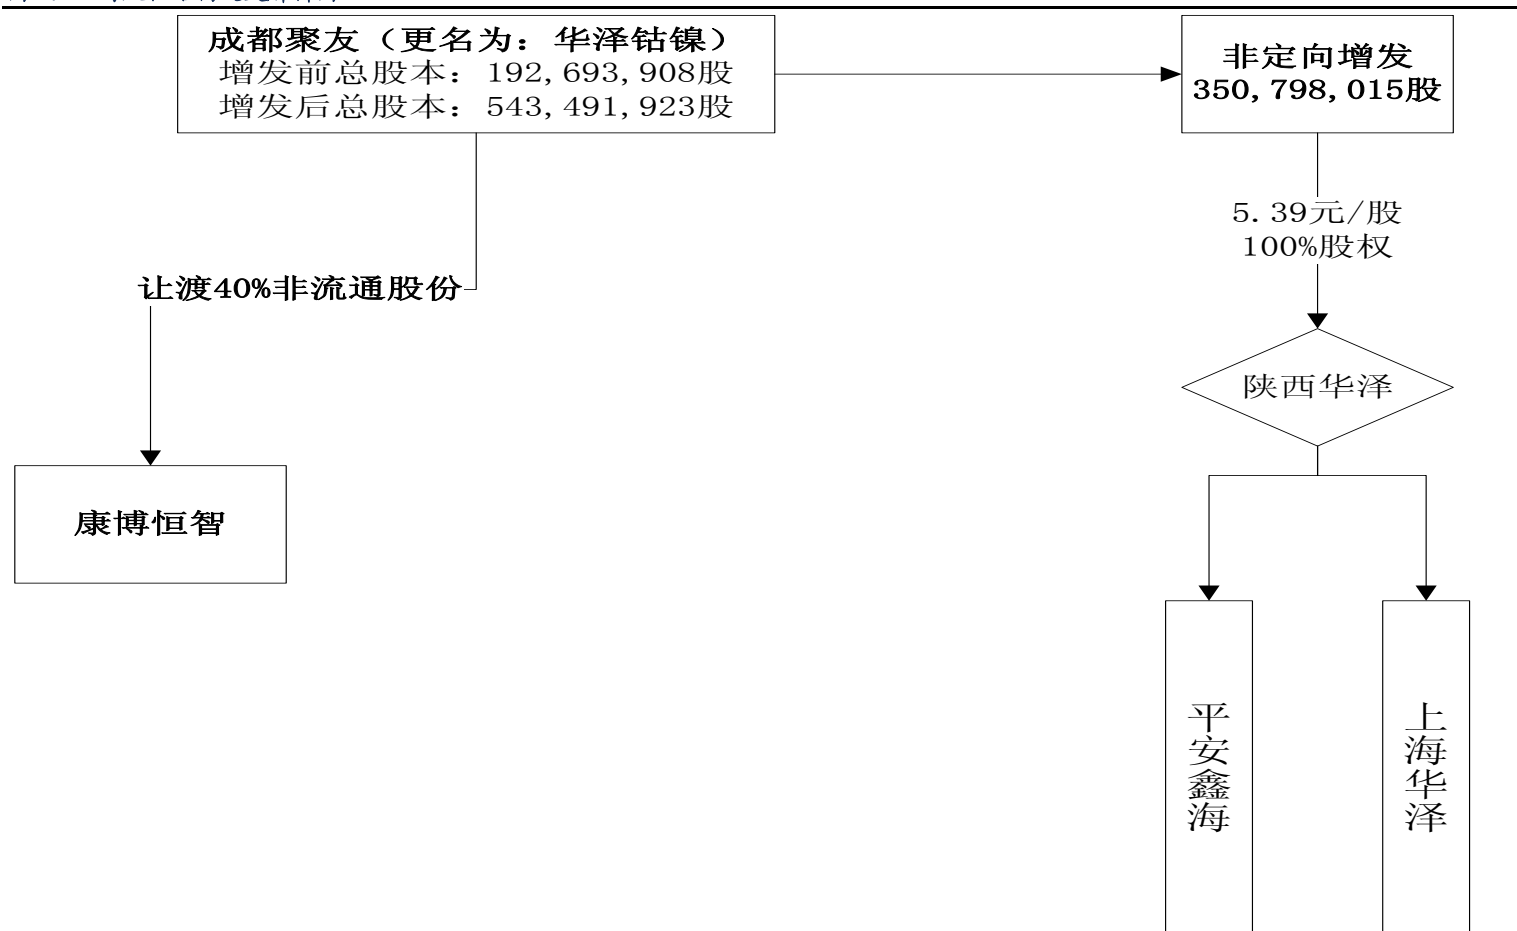 成都聚友（更名为：华泽钴镍）
增发前总股本：192,693,908股
增发后总股本：543,491,923股
非定向增发
350,798,015股
5.39元/股
100%股权
让渡40%非流通股份
陕西华泽
康博恒智
平安鑫海
上海华泽